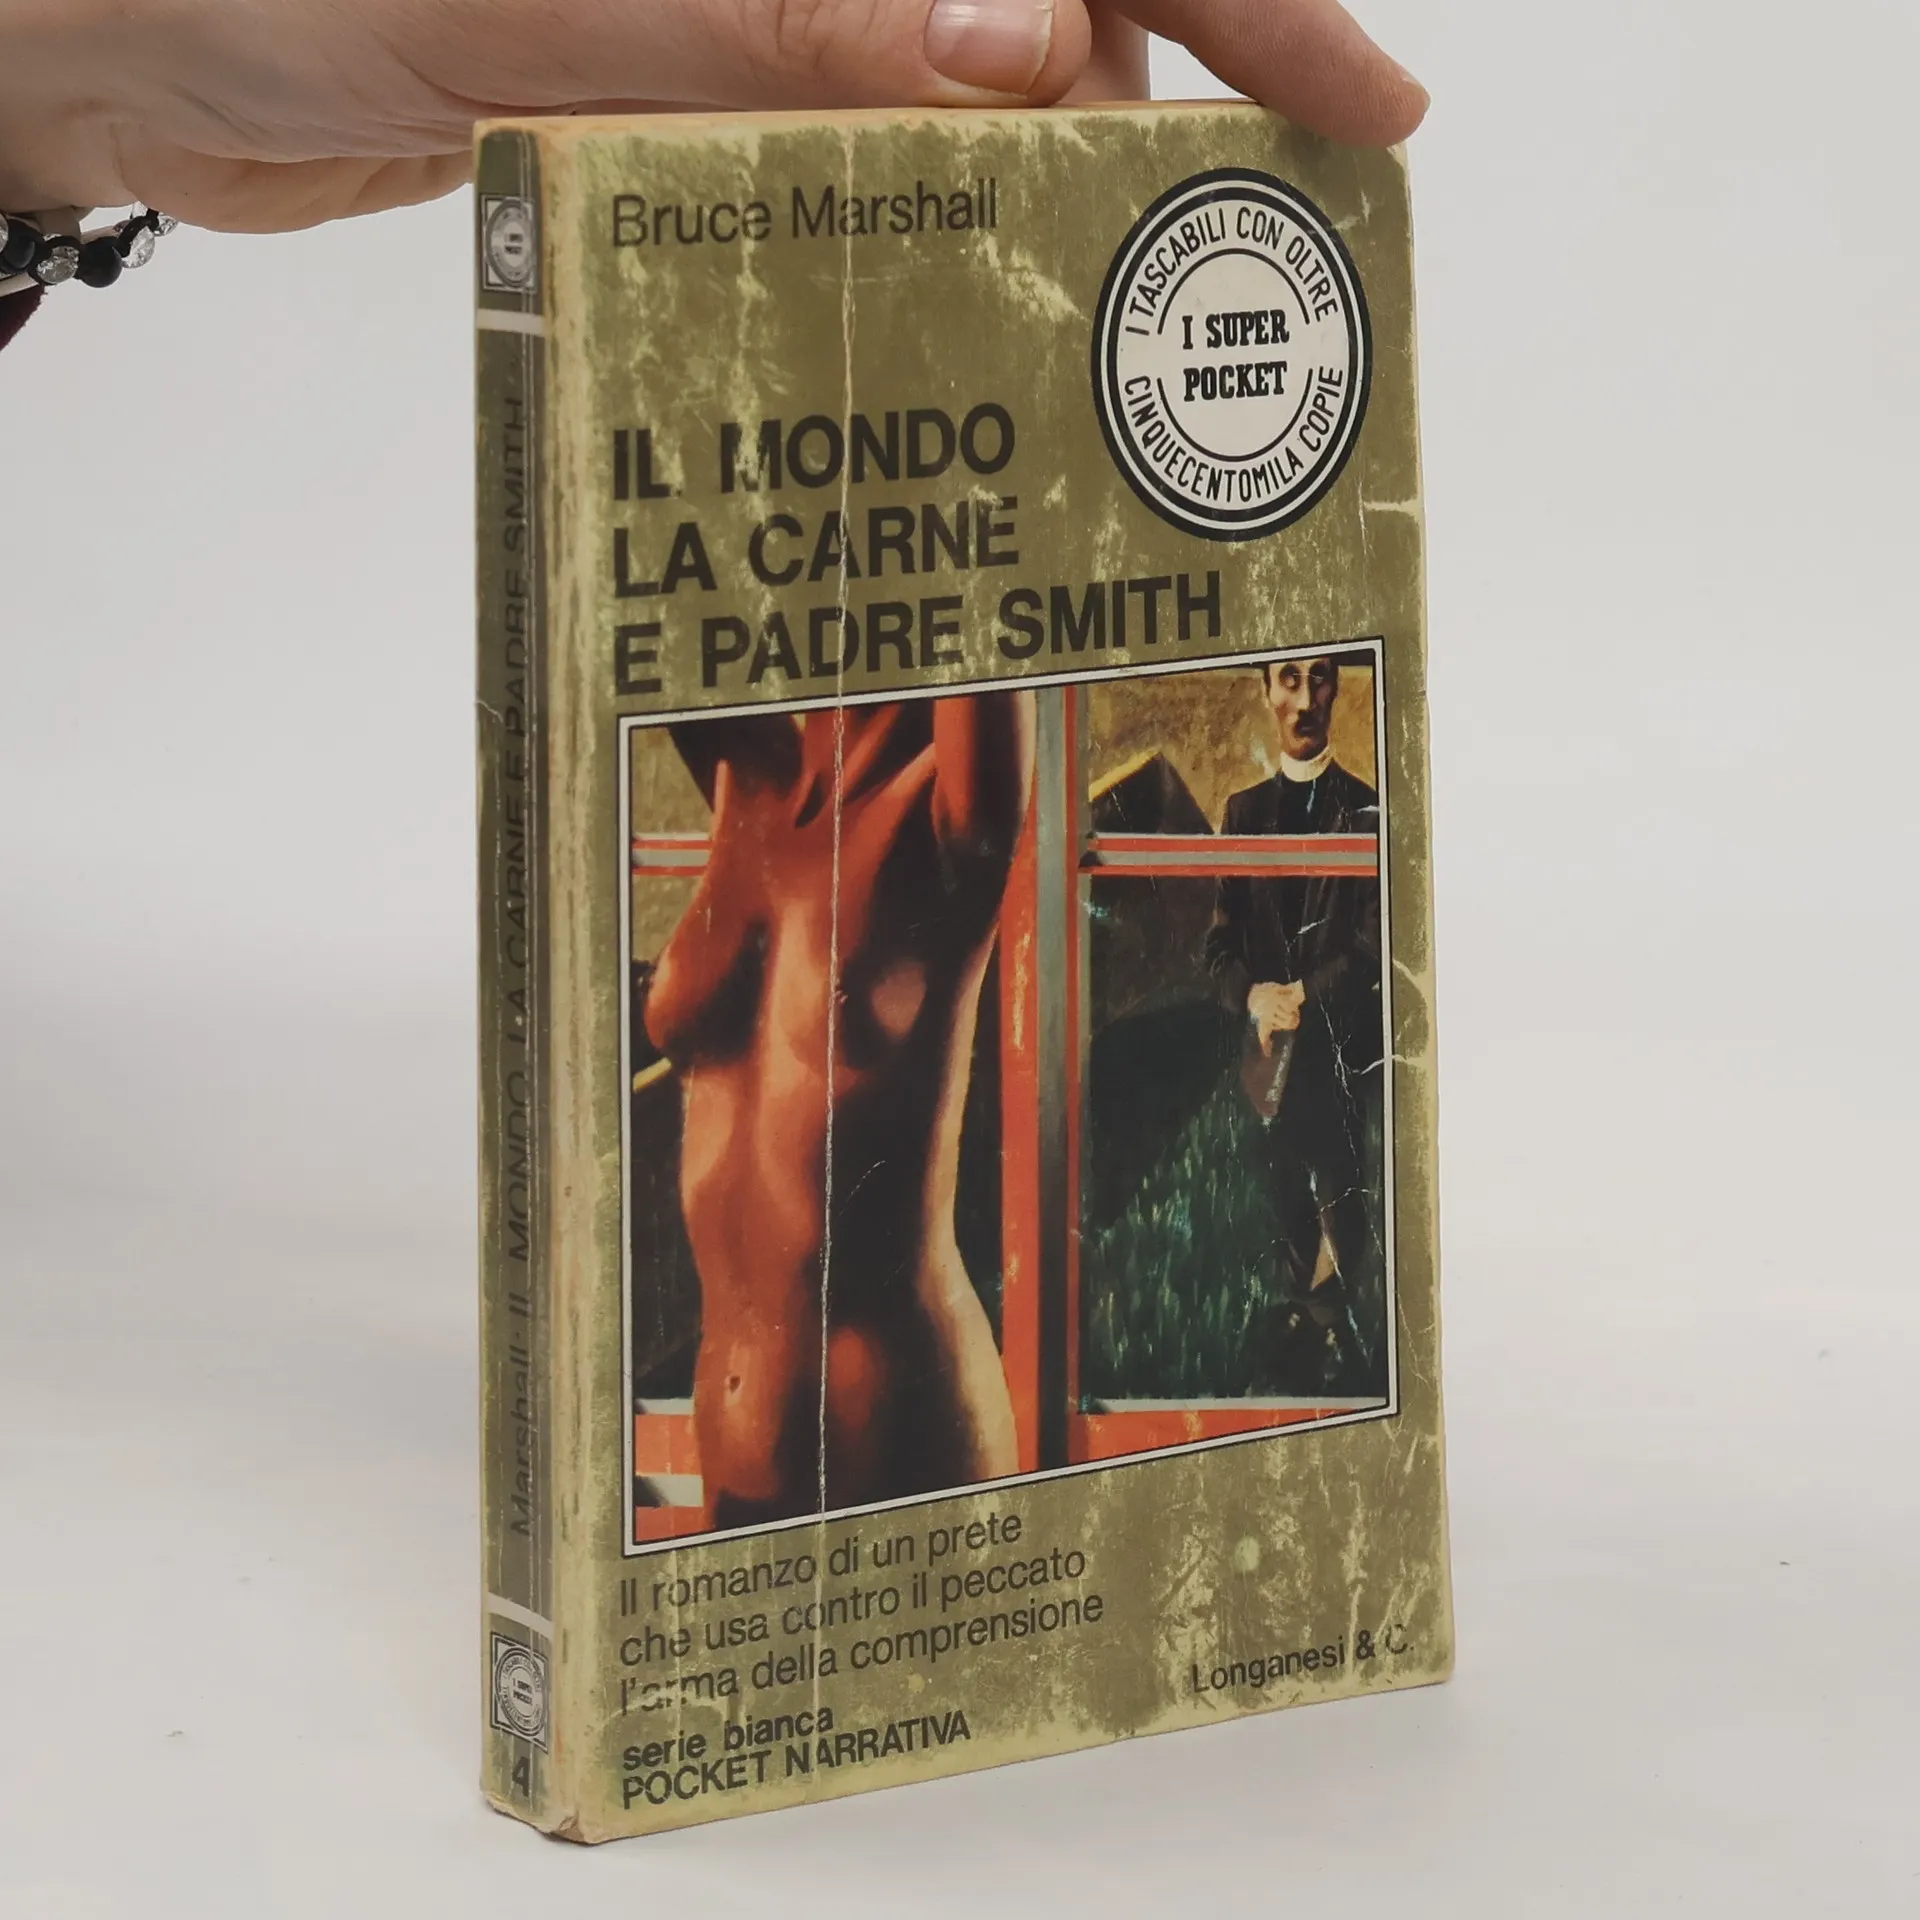 Bruce Marshall
I TASCABILI CON OLTRE
I SUPER
POCKET
CINQUECENTOMILA COPIE
IL MONDO
LA CARNE
E PADRE SMITH
Il romanzo di un prete
che usa contro il peccato
l'arma della comprensione
serie bianca
POCKET NARRATIVA
Longanesi & C.
Marshall · IL MONDO LA CARNE E PADRE SMITH
I SUPER
POCKET
4